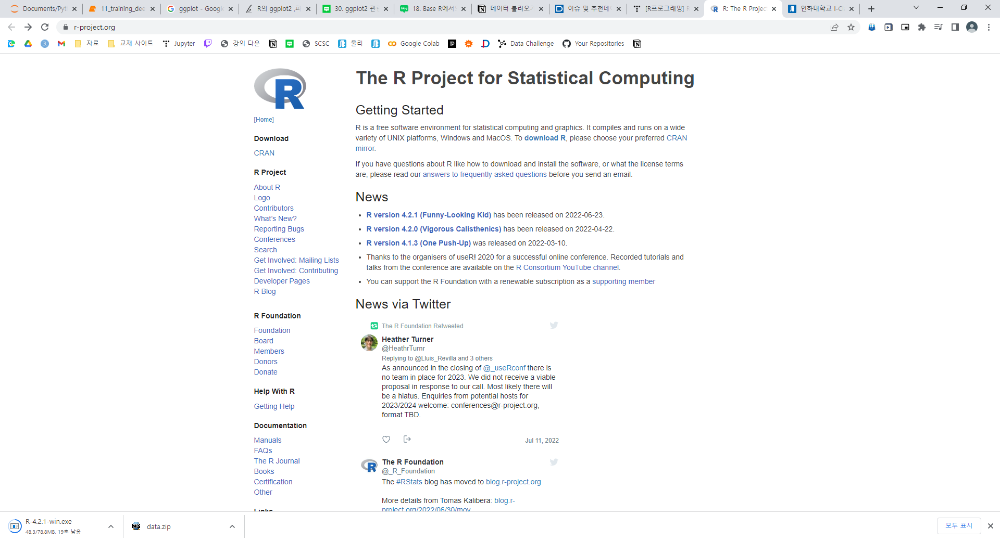 Documents/Pyt
11_training_dee
ggplot - Google
R의 ggplot2 ,파
30. ggplot2 관련
18. Base R에서
데이터 불러오기
이슈 및 추천데이
[R프로그래밍] R
R: The R Project
인하대학교 I-Cl
r-project.org
자료
교재 사이트
Jupyter
강의 다운
SCSC
물리
Google Colab
Data Challenge
Your Repositories
R
[Home]
Download
CRAN
R Project
About R
Logo
Contributors
What's New?
Reporting Bugs
Conferences
Search
Get Involved: Mailing Lists
Get Involved: Contributing
Developer Pages
R Blog
R Foundation
Foundation
Board
Members
Donors
Donate
Help With R
Getting Help
Documentation
Manuals
FAQs
The R Journal
Books
Certification
Other
Links
The R Project for Statistical Computing
Getting Started
R is a free software environment for statistical computing and graphics. It compiles and runs on a wide
variety of UNIX platforms, Windows and MacOS. To download R, please choose your preferred CRAN
mirror.
If you have questions about R like how to download and install the software, or what the license terms
are, please read our answers to frequently asked questions before you send an email.
News
R version 4.2.1 (Funny-Looking Kid) has been released on 2022-06-23.
R version 4.2.0 (Vigorous Calisthenics) has been released on 2022-04-22.
R version 4.1.3 (One Push-Up) was released on 2022-03-10.
Thanks to the organisers of useR! 2020 for a successful online conference. Recorded tutorials and
talks from the conference are available on the R Consortium YouTube channel.
You can support the R Foundation with a renewable subscription as a supporting member
News via Twitter
The R Foundation Retweeted
Heather Turner
@HeathrTurnr
Replying to @Lluis_Revilla and 3 others
As announced in the closing of @_useRconf there is
no team in place for 2023. We did not receive a viable
proposal in response to our call. Most likely there will
be a hiatus. Enquiries from potential hosts for
2023/2024 welcome: conferences@r-project.org,
format TBD.
Jul 11, 2022
The R Foundation
@_R_Foundation
The #RStats blog has moved to blog.r-project.org
More details from Tomas Kalibera: blog.r-
project.org/2022/06/30/mov
R-4.2.1-win.exe
48.3/78.8MB, 19초 남음
data.zip
모두 표시